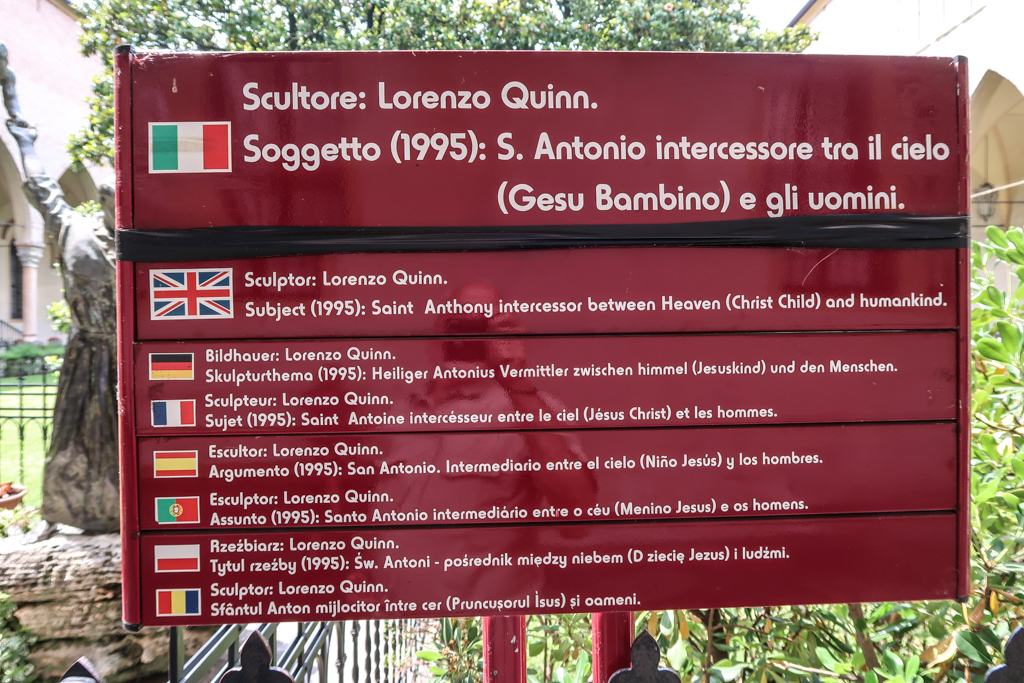 Scultore: Lorenzo Quinn.
Soggetto (1995): S. Antonio intercessore tra il cielo
(Gesu Bambino) e gli uomini.
Sculptor: Lorenzo Quinn.
Subject (1995): Saint Anthony intercessor between Heaven (Christ Child) and humankind.
Bildhauer: Lorenzo Quinn.
Skulpturthema (1995): Heiliger Antonius Vermittler zwischen himmel (Jesuskind) und den Menschen.
Sculpteur: Lorenzo Quinn.
Sujet (1995): Saint Antoine intercésseur entre le ciel (Jésus Christ) et les hommes.
Escultor: Lorenzo Quinn.
Argumento (1995): San Antonio. Intermediario entre el cielo (Niño Jesús) y los hombres.
Esculptor: Lorenzo Quinn.
Assunto (1995): Santo Antonio intermediário entre o céu (Menino Jesus) e os homens.
Rzeźbiarz: Lorenzo Quinn.
Tytul rzeźby (1995): Św. Antoni - pośrednik między niebem (D ziecię Jezus) i ludźmi.
Sculptor: Lorenzo Quinn.
Sfântul Anton mijlocitor între cer (Pruncuşorul Ìsus) şi oameni.